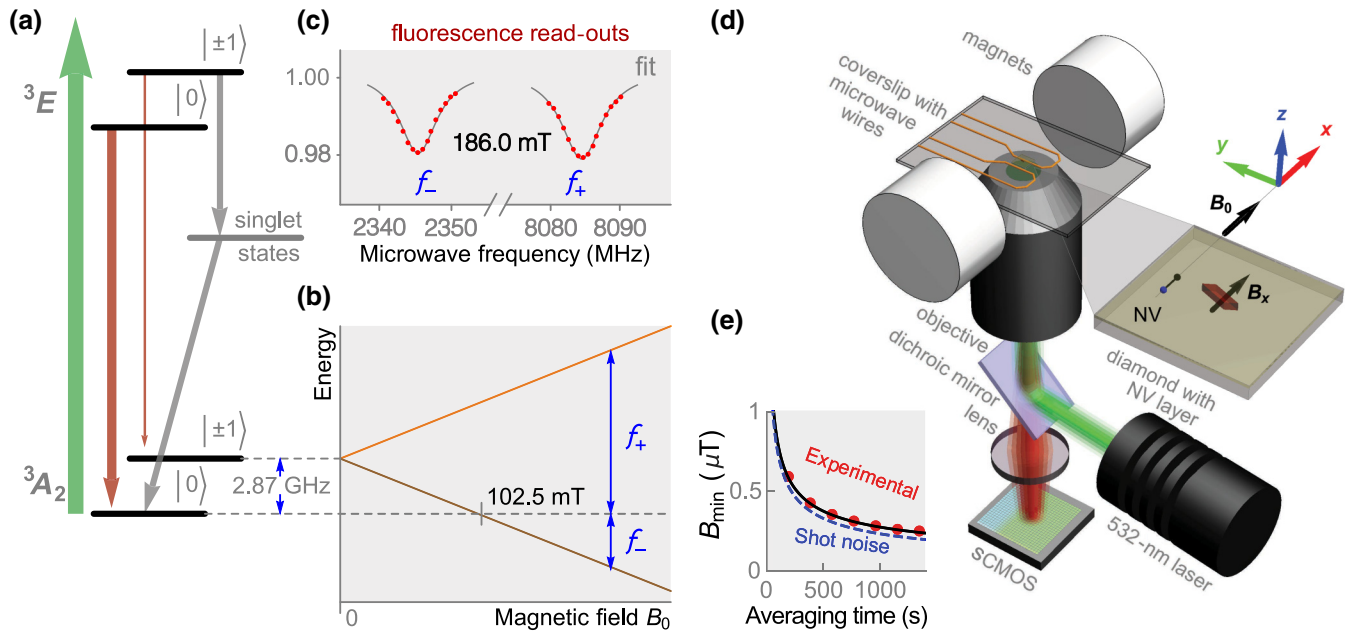 (a)
|±1⟩
³E
|0⟩
singlet
states
|±1⟩
³A₂
|0⟩
2.87 GHz
(c)
fluorescence read-outs
fit
1.00
0.98
186.0 mT
f₋
f₊
2340
2350
8080
8090
Microwave frequency (MHz)
(b)
Energy
f₊
102.5 mT
f₋
0
Magnetic field B₀
(d)
magnets
coverslip with
microwave
wires
z
x
y
B₀
Bₓ
NV
objective
dichroic mirror
lens
diamond with
NV layer
532-nm laser
sCMOS
(e)
1
0.5
0
B_min (μT)
Experimental
Shot noise
0
500
1000
Averaging time (s)